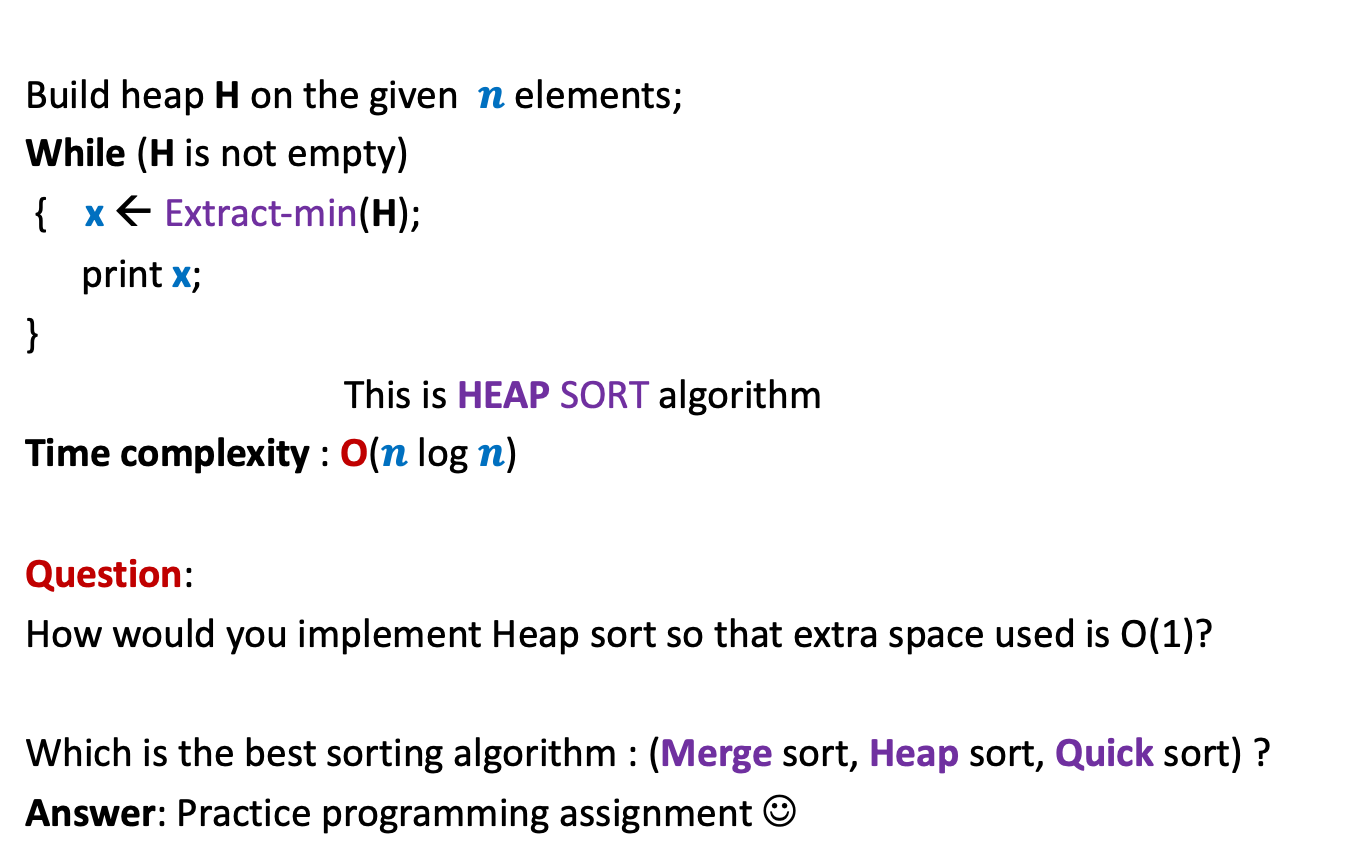 Build heap H on the given n elements;
While (H is not empty)
{ x ← Extract-min(H);
print x;
}
This is HEAP SORT algorithm
Time complexity : O(n log n)
Question:
How would you implement Heap sort so that extra space used is O(1)?
Which is the best sorting algorithm : (Merge sort, Heap sort, Quick sort) ?
Answer: Practice programming assignment ☺